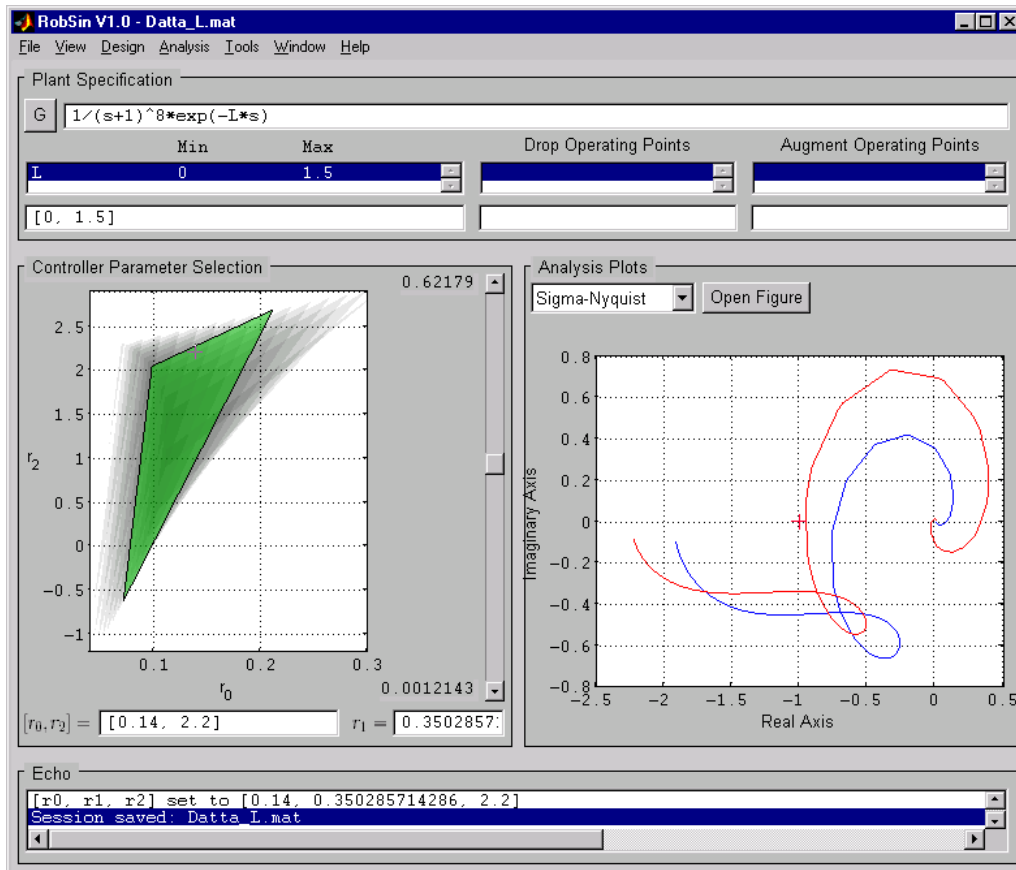 RobSin V1.0 - Datta_L.mat
File View Design Analysis Tools Window Help
Plant Specification
G 1/(s+1)^8*exp(-L*s)
Min Max Drop Operating Points Augment Operating Points
L 0 1.5
[0, 1.5]
Controller Parameter Selection
0.62179
2.5
2
1.5
1
0.5
0
-0.5
-1
r2
0.1 0.2 0.3
r0
0.0012143
[r0,r2] = [0.14, 2.2] r1 = 0.3502857
Analysis Plots
Sigma-Nyquist Open Figure
0.8
0.6
0.4
0.2
0
-0.2
-0.4
-0.6
-0.8
Imaginary Axis
-2.5 -2 -1.5 -1 -0.5 0 0.5
Real Axis
Echo
[r0, r1, r2] set to [0.14, 0.350285714286, 2.2]
Session saved: Datta_L.mat